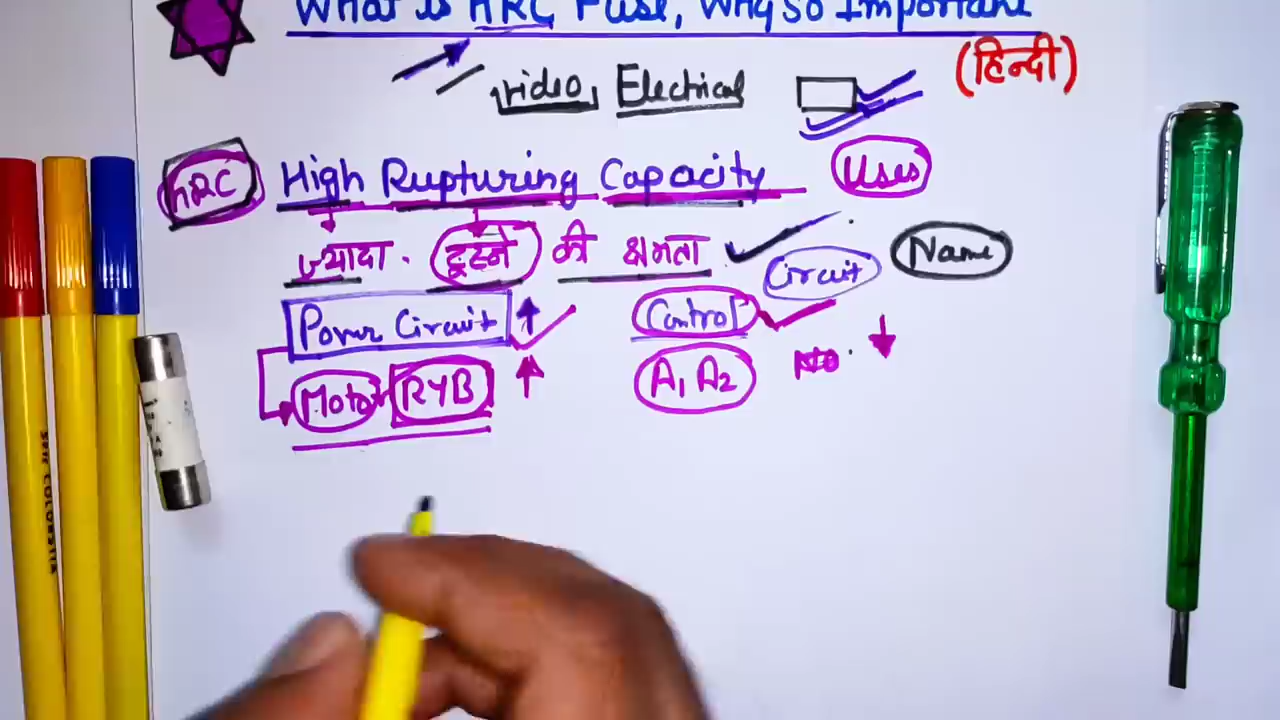 What Is HRC Fuse, Why So Important
(हिन्दी)
Video Electrical
HRC High Rupturing Capacity Uses
ज्यादा टूटने की क्षमता Circuit Name
Power Circuit Control
Motor RYB A1 A2 No